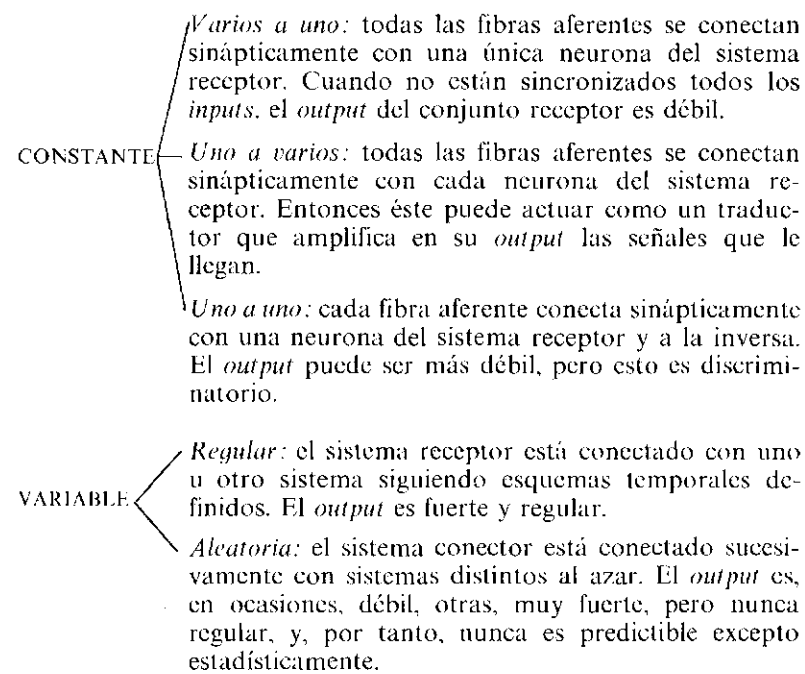 Varios a uno: todas las fibras aferentes se conectan
sinápticamente con una única neurona del sistema
receptor. Cuando no están sincronizados todos los
inputs, el output del conjunto receptor es débil.
CONSTANTE
Uno a varios: todas las fibras aferentes se conectan
sinápticamente con cada neurona del sistema re-
ceptor. Entonces éste puede actuar como un traduc-
tor que amplifica en su output las señales que le
llegan.
Uno a uno: cada fibra aferente conecta sinápticamente
con una neurona del sistema receptor y a la inversa.
El output puede ser más débil, pero esto es discrimi-
natorio.
VARIABLE
Regular: el sistema receptor está conectado con uno
u otro sistema siguiendo esquemas temporales de-
finidos. El output es fuerte y regular.
Aleatoria: el sistema conector está conectado sucesi-
vamente con sistemas distintos al azar. El output es,
en ocasiones, débil, otras, muy fuerte, pero nunca
regular, y, por tanto, nunca es predictible excepto
estadísticamente.